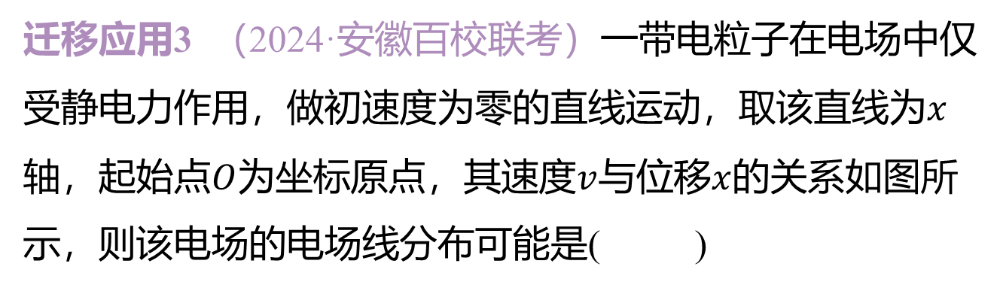 迁移应用3 （2024·安徽百校联考）一带电粒子在电场中仅
受静电力作用，做初速度为零的直线运动，取该直线为x
轴，起始点O为坐标原点，其速度v与位移x的关系如图所
示，则该电场的电场线分布可能是(　　)